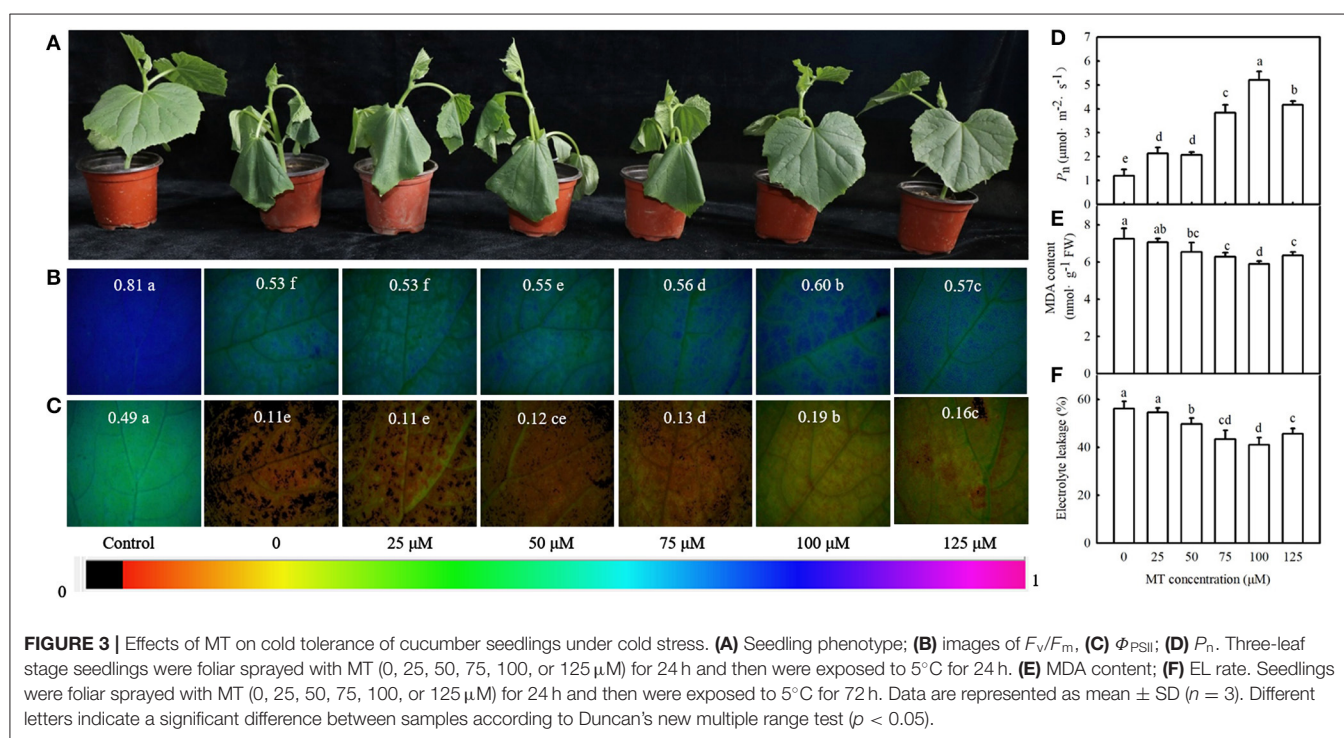 A
B
0.81 a 0.53 f 0.53 f 0.55 e 0.56 d 0.60 b 0.57c
C
0.49 a 0.11e 0.11 e 0.12 ce 0.13 d 0.19 b 0.16c
Control 0 25 μM 50 μM 75 μM 100 μM 125 μM
0 1
D
Pn (μmol· m-2· s-1)
7
6
5
4
3
2
1
0
e d d c a b
E
MDA content
(nmol· g-1 FW)
8
6
4
2
0
a ab bc c d c
F
Electrolyte leakage (%)
60
40
20
0
a a b cd d c
0 25 50 75 100 125
MT concentration (μM)
FIGURE 3 | Effects of MT on cold tolerance of cucumber seedlings under cold stress. (A) Seedling phenotype; (B) images of Fv/Fm, (C) ΦPSII; (D) Pn. Three-leaf
stage seedlings were foliar sprayed with MT (0, 25, 50, 75, 100, or 125 μM) for 24 h and then were exposed to 5°C for 24 h. (E) MDA content; (F) EL rate. Seedlings
were foliar sprayed with MT (0, 25, 50, 75, 100, or 125 μM) for 24 h and then were exposed to 5°C for 72 h. Data are represented as mean ± SD (n = 3). Different
letters indicate a significant difference between samples according to Duncan's new multiple range test (p < 0.05).